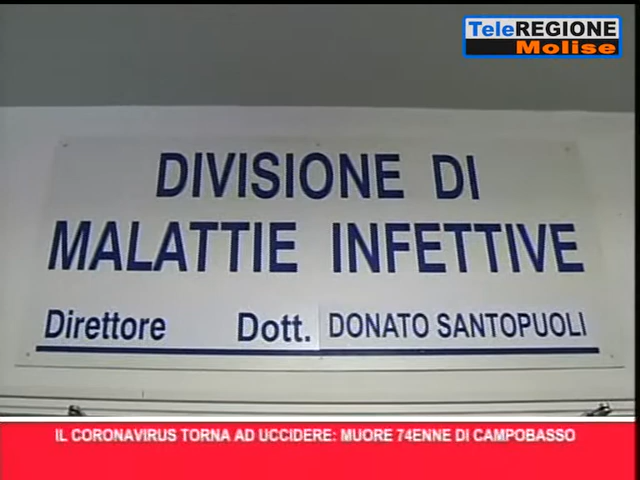 TeleREGIONE
Molise
DIVISIONE DI
MALATTIE INFETTIVE
Direttore Dott. DONATO SANTOPUOLI
IL CORONAVIRUS TORNA AD UCCIDERE: MUORE 74ENNE DI CAMPOBASSO